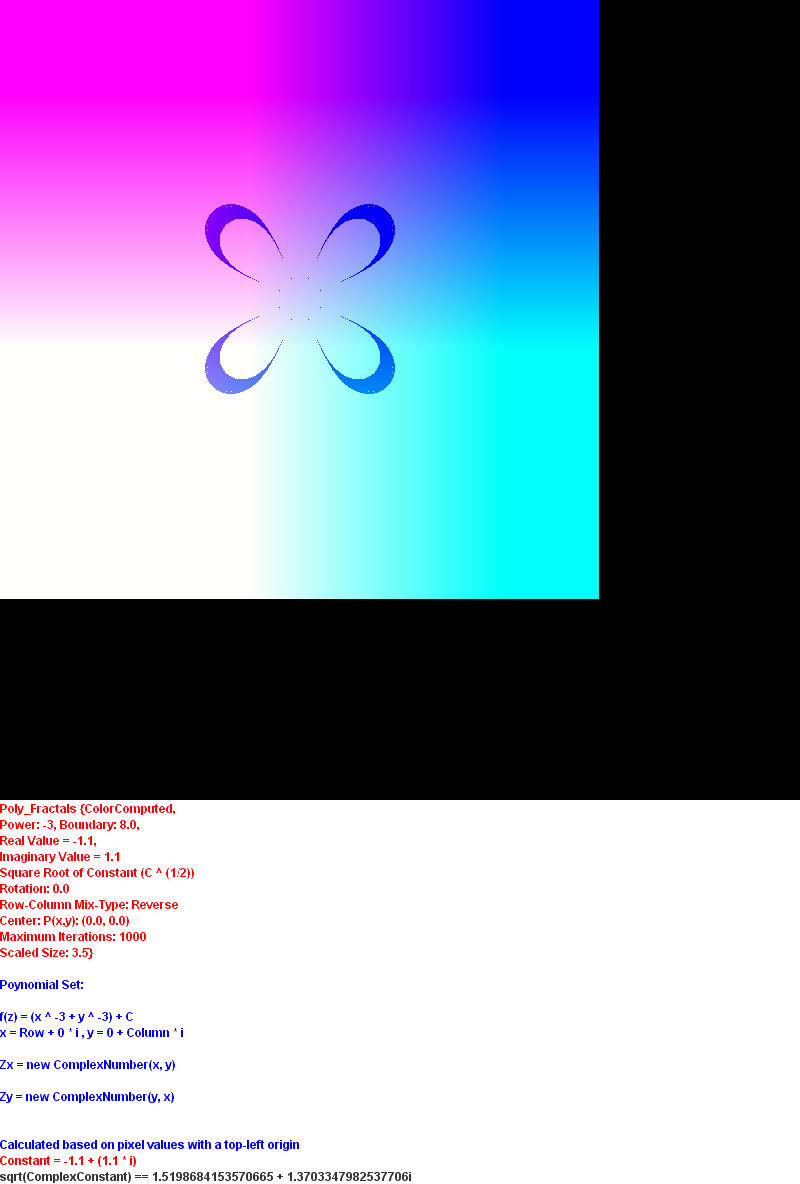 Poly_Fractals {ColorComputed,
Power: -3, Boundary: 8.0,
Real Value = -1.1,
Imaginary Value = 1.1
Square Root of Constant (C ^ (1/2))
Rotation: 0.0
Row-Column Mix-Type: Reverse
Center: P(x,y): (0.0, 0.0)
Maximum Iterations: 1000
Scaled Size: 3.5}
Poynomial Set:
f(z) = (x ^ -3 + y ^ -3) + C
x = Row + 0 * i , y = 0 + Column * i
Zx = new ComplexNumber(x, y)
Zy = new ComplexNumber(y, x)
Calculated based on pixel values with a top-left origin
Constant = -1.1 + (1.1 * i)
sqrt(ComplexConstant) == 1.5198684153570665 + 1.3703347982537706i